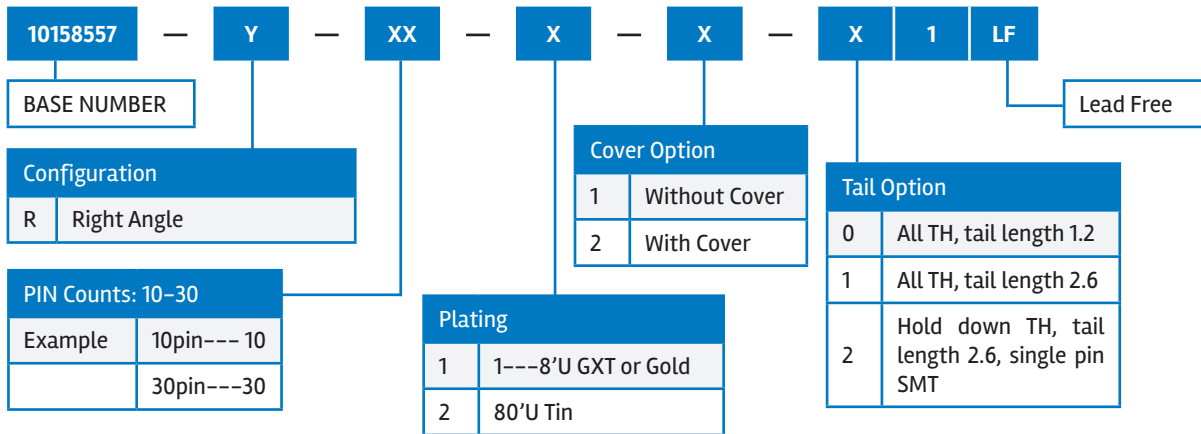 10158557 — Y — XX — X — X — X 1 LF
BASE NUMBER
Lead Free
Configuration
R Right Angle
PIN Counts: 10-30
Example 10pin--- 10
30pin---30
Plating
1 1---8'U GXT or Gold
2 80'U Tin
Cover Option
1 Without Cover
2 With Cover
Tail Option
0 All TH, tail length 1.2
1 All TH, tail length 2.6
2 Hold down TH, tail
length 2.6, single pin
SMT